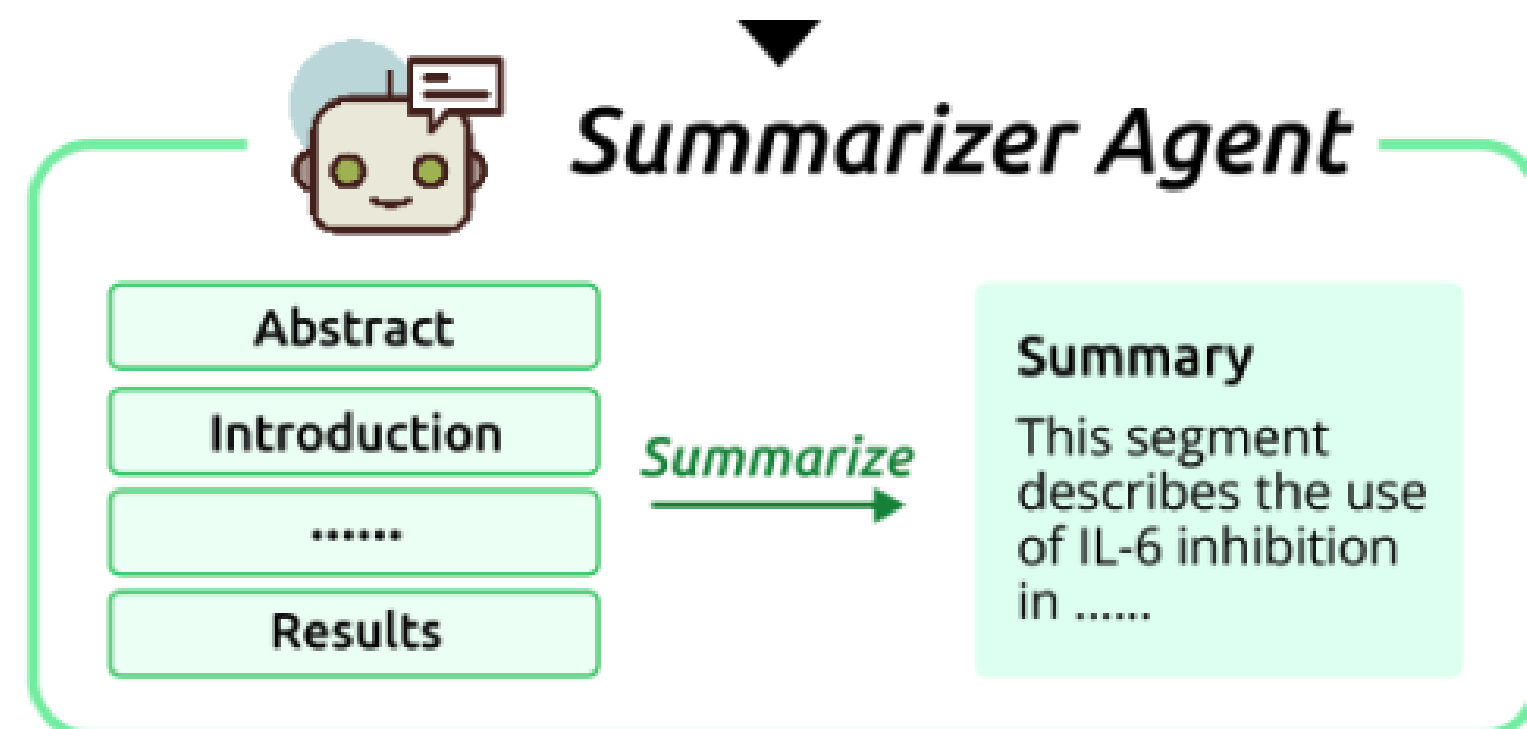 Summarizer Agent
Abstract
Introduction
......
Results
Summarize
Summary
This segment
describes the use
of IL-6 inhibition
in ......